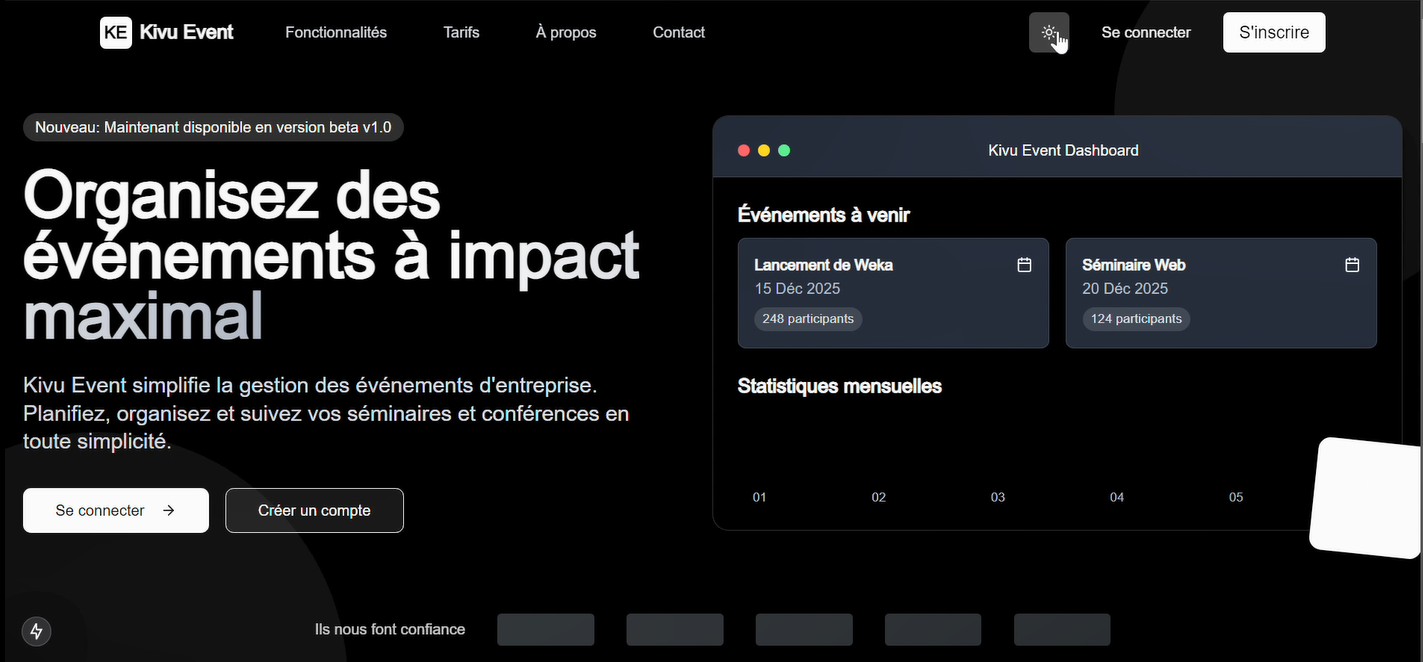 KE Kivu Event Fonctionnalités Tarifs À propos Contact Se connecter S'inscrire
Nouveau: Maintenant disponible en version beta v1.0
Organisez des
événements à impact
maximal
Kivu Event simplifie la gestion des événements d'entreprise.
Planifiez, organisez et suivez vos séminaires et conférences en
toute simplicité.
Se connecter Créer un compte
Kivu Event Dashboard
Événements à venir
Lancement de Weka
15 Déc 2025
248 participants
Séminaire Web
20 Déc 2025
124 participants
Statistiques mensuelles
01 02 03 04 05
Ils nous font confiance